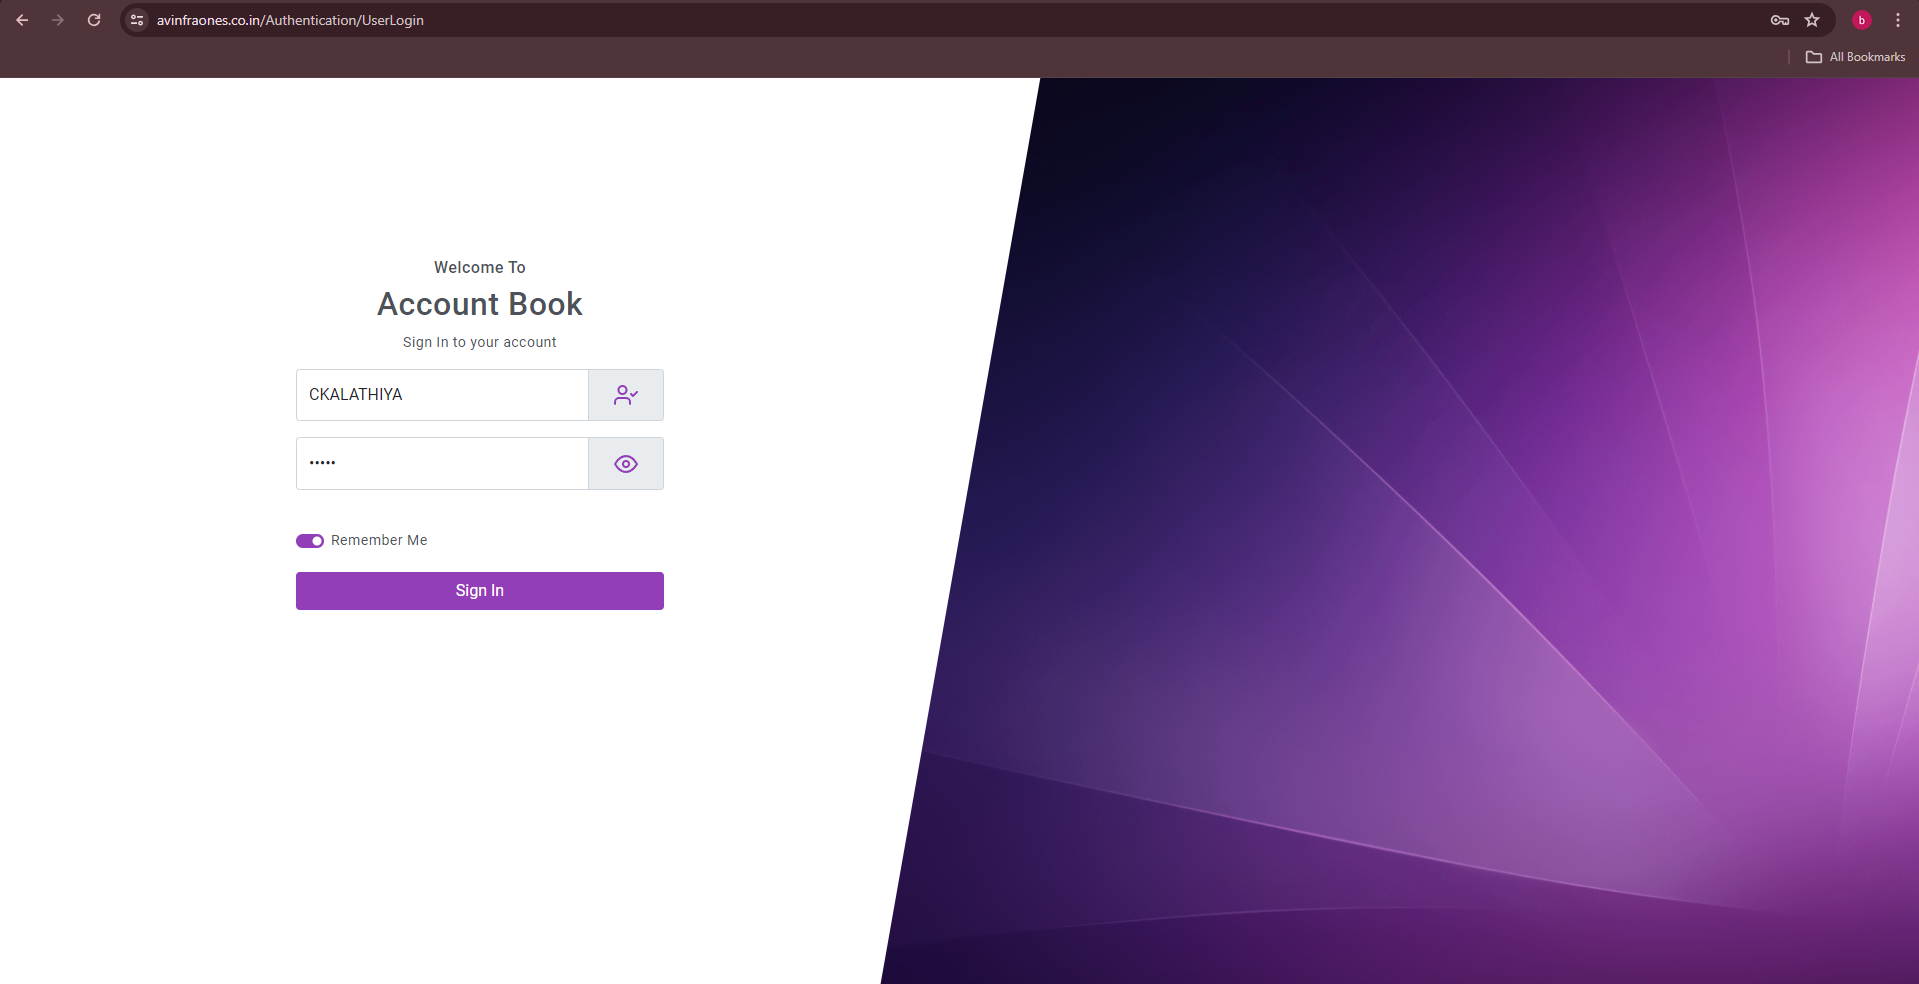 avinfraones.co.in/Authentication/UserLogin
b
All Bookmarks
Welcome To
Account Book
Sign In to your account
CKALATHIYA
•••••
Remember Me
Sign In